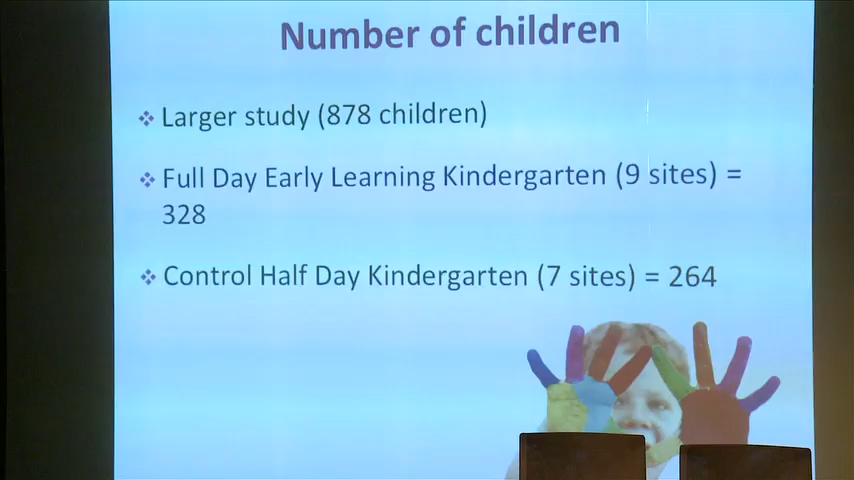 Number of children
Larger study (878 children)
Full Day Early Learning Kindergarten (9 sites) =
328
Control Half Day Kindergarten (7 sites) = 264